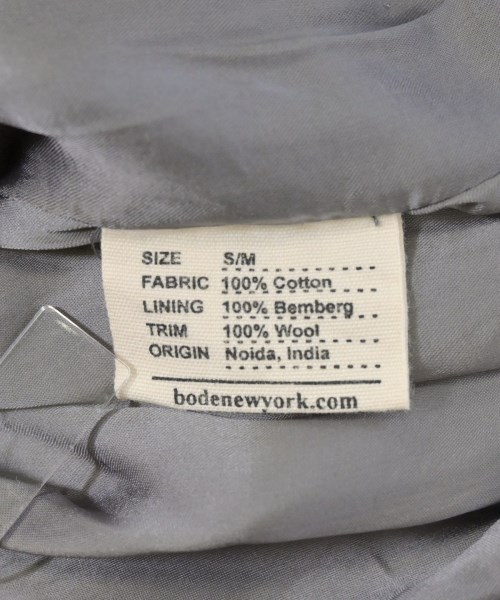 SIZE S/M
FABRIC 100% Cotton
LINING 100% Bemberg
TRIM 100% Wool
ORIGIN Noida, India
bodenewyork.com